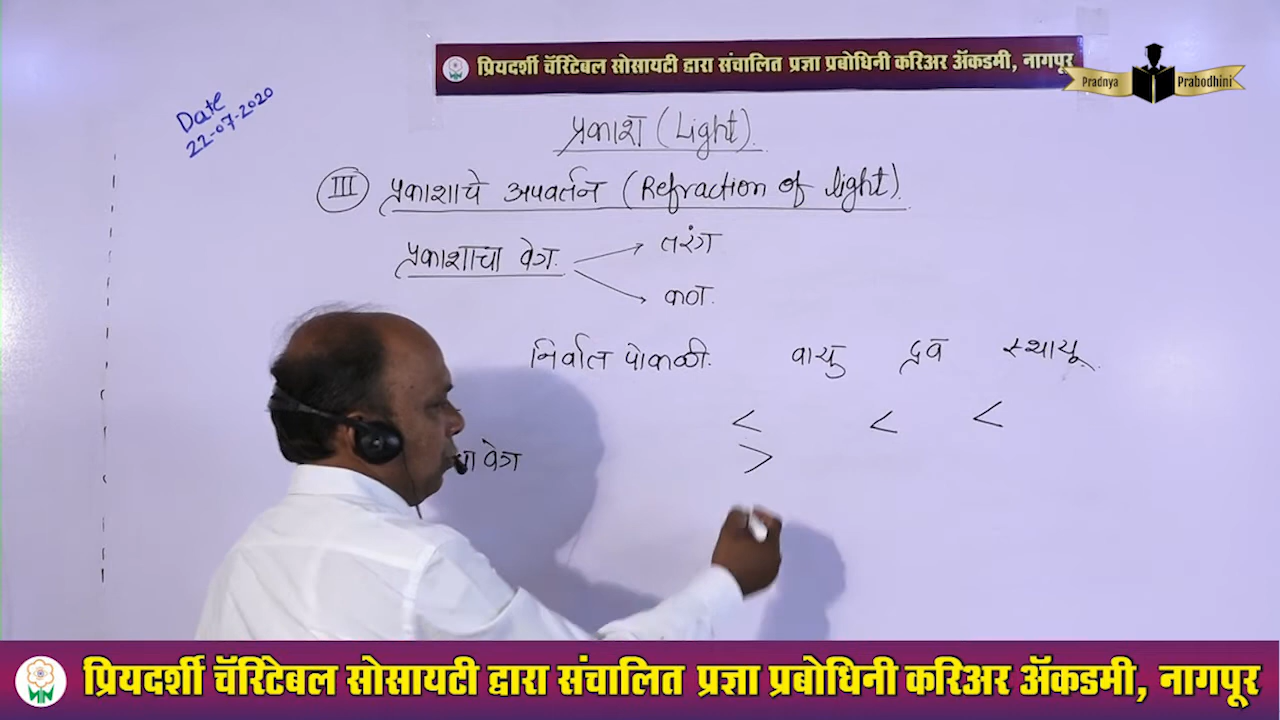 प्रियदर्शी चॅरिटेबल सोसायटी द्वारा संचालित प्रज्ञा प्रबोधिनी करिअर ॲकडमी, नागपूर
Pradnya Prabodhini
Date
22-07-2020
प्रकाश (Light).
III प्रकाशाचे अपवर्तन (Refraction of light).
प्रकाशाचा वेग. तरंग
कण.
निर्वात पोकळी. वायु द्रव स्थायू.
< < <
चा वेग >
प्रियदर्शी चॅरिटेबल सोसायटी द्वारा संचालित प्रज्ञा प्रबोधिनी करिअर ॲकडमी, नागपूर